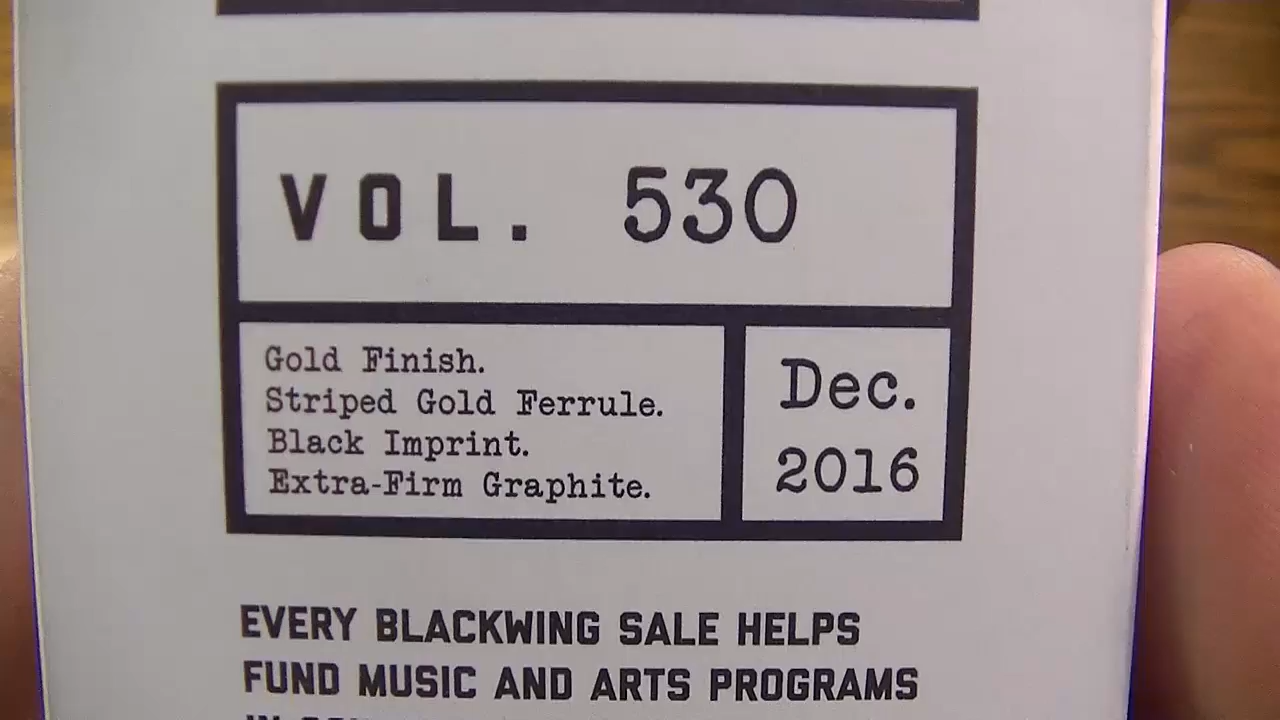 VOL. 530
Gold Finish.
Striped Gold Ferrule.
Black Imprint.
Extra-Firm Graphite.
Dec.
2016
EVERY BLACKWING SALE HELPS
FUND MUSIC AND ARTS PROGRAMS
IN